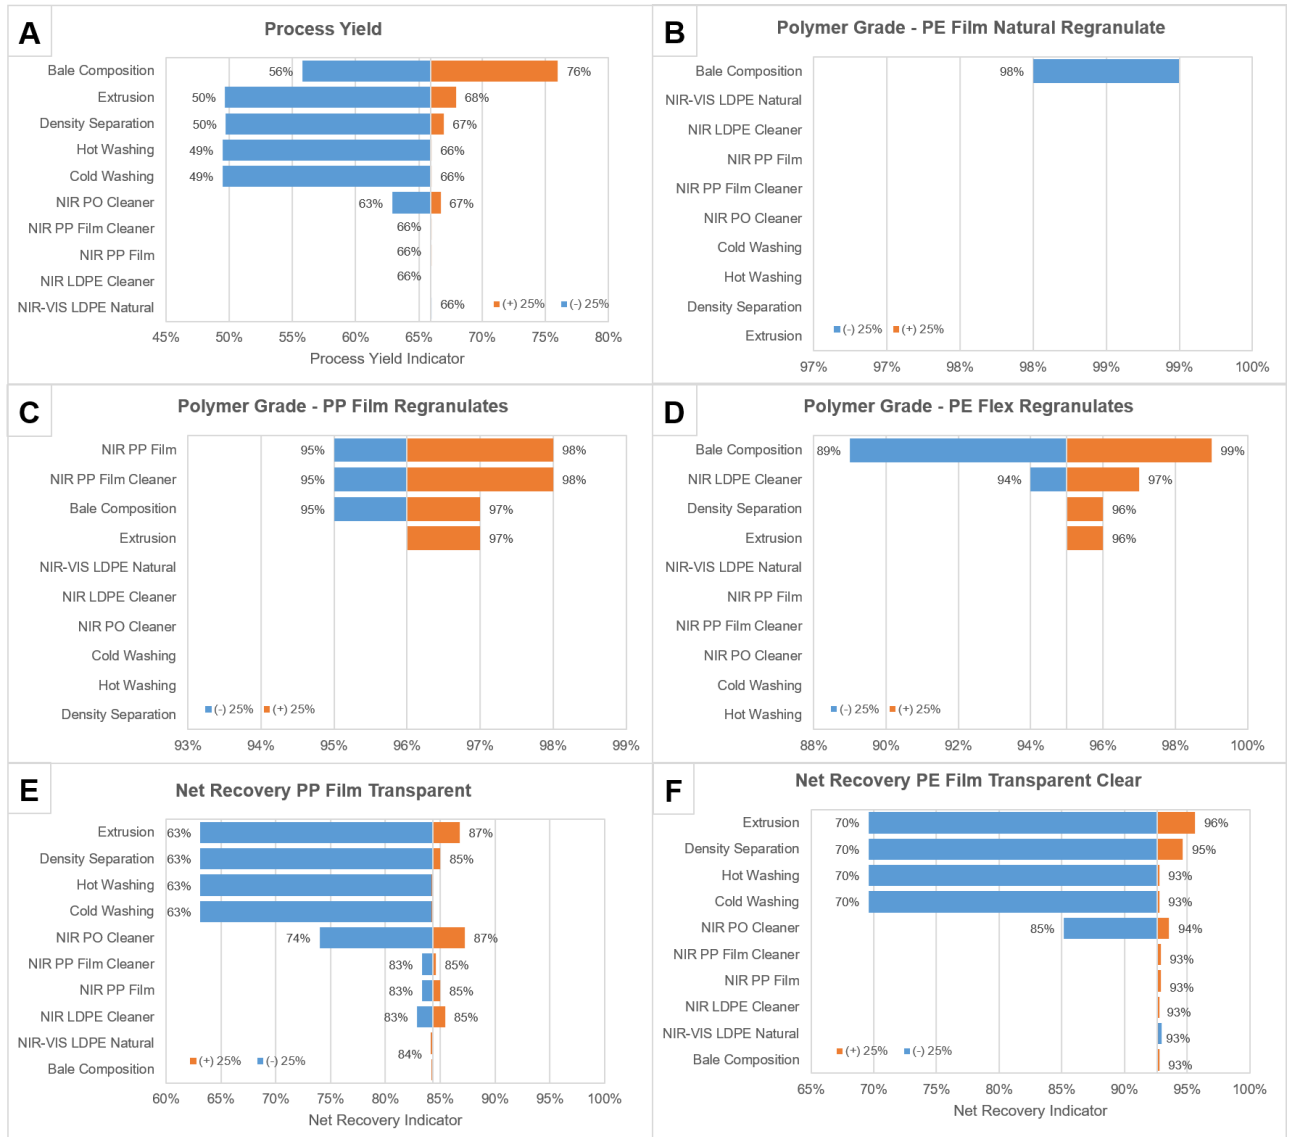 A
Process Yield
Bale Composition 56% 76%
Extrusion 50% 68%
Density Separation 50% 67%
Hot Washing 49% 66%
Cold Washing 49% 66%
NIR PO Cleaner 63% 67%
NIR PP Film Cleaner 66%
NIR PP Film 66%
NIR LDPE Cleaner 66%
NIR-VIS LDPE Natural 66% (+) 25% (-) 25%
45% 50% 55% 60% 65% 70% 75% 80%
Process Yield Indicator
B
Polymer Grade - PE Film Natural Regranulate
Bale Composition 98%
NIR-VIS LDPE Natural
NIR LDPE Cleaner
NIR PP Film
NIR PP Film Cleaner
NIR PO Cleaner
Cold Washing
Hot Washing
Density Separation
Extrusion (-) 25% (+) 25%
97% 97% 98% 98% 99% 99% 100%
C
Polymer Grade - PP Film Regranulates
NIR PP Film 95% 98%
NIR PP Film Cleaner 95% 98%
Bale Composition 95% 97%
Extrusion 97%
NIR-VIS LDPE Natural
NIR LDPE Cleaner
NIR PO Cleaner
Cold Washing
Hot Washing
Density Separation (-) 25% (+) 25%
93% 94% 95% 96% 97% 98% 99%
D
Polymer Grade - PE Flex Regranulates
Bale Composition 89% 99%
NIR LDPE Cleaner 94% 97%
Density Separation 96%
Extrusion 96%
NIR-VIS LDPE Natural
NIR PP Film
NIR PP Film Cleaner
NIR PO Cleaner
Cold Washing
Hot Washing (-) 25% (+) 25%
88% 90% 92% 94% 96% 98% 100%
E
Net Recovery PP Film Transparent
Extrusion 63% 87%
Density Separation 63% 85%
Hot Washing 63%
Cold Washing 63%
NIR PO Cleaner 74% 87%
NIR PP Film Cleaner 83% 85%
NIR PP Film 83% 85%
NIR LDPE Cleaner 83% 85%
NIR-VIS LDPE Natural 84%
(+) 25% (-) 25%
Bale Composition
60% 65% 70% 75% 80% 85% 90% 95% 100%
Net Recovery Indicator
F
Net Recovery PE Film Transparent Clear
Extrusion 70% 96%
Density Separation 70% 95%
Hot Washing 70% 93%
Cold Washing 70% 93%
NIR PO Cleaner 85% 94%
NIR PP Film Cleaner 93%
NIR PP Film 93%
NIR LDPE Cleaner 93%
NIR-VIS LDPE Natural 93%
(+) 25% (-) 25%
Bale Composition 93%
65% 70% 75% 80% 85% 90% 95% 100%
Net Recovery Indicator